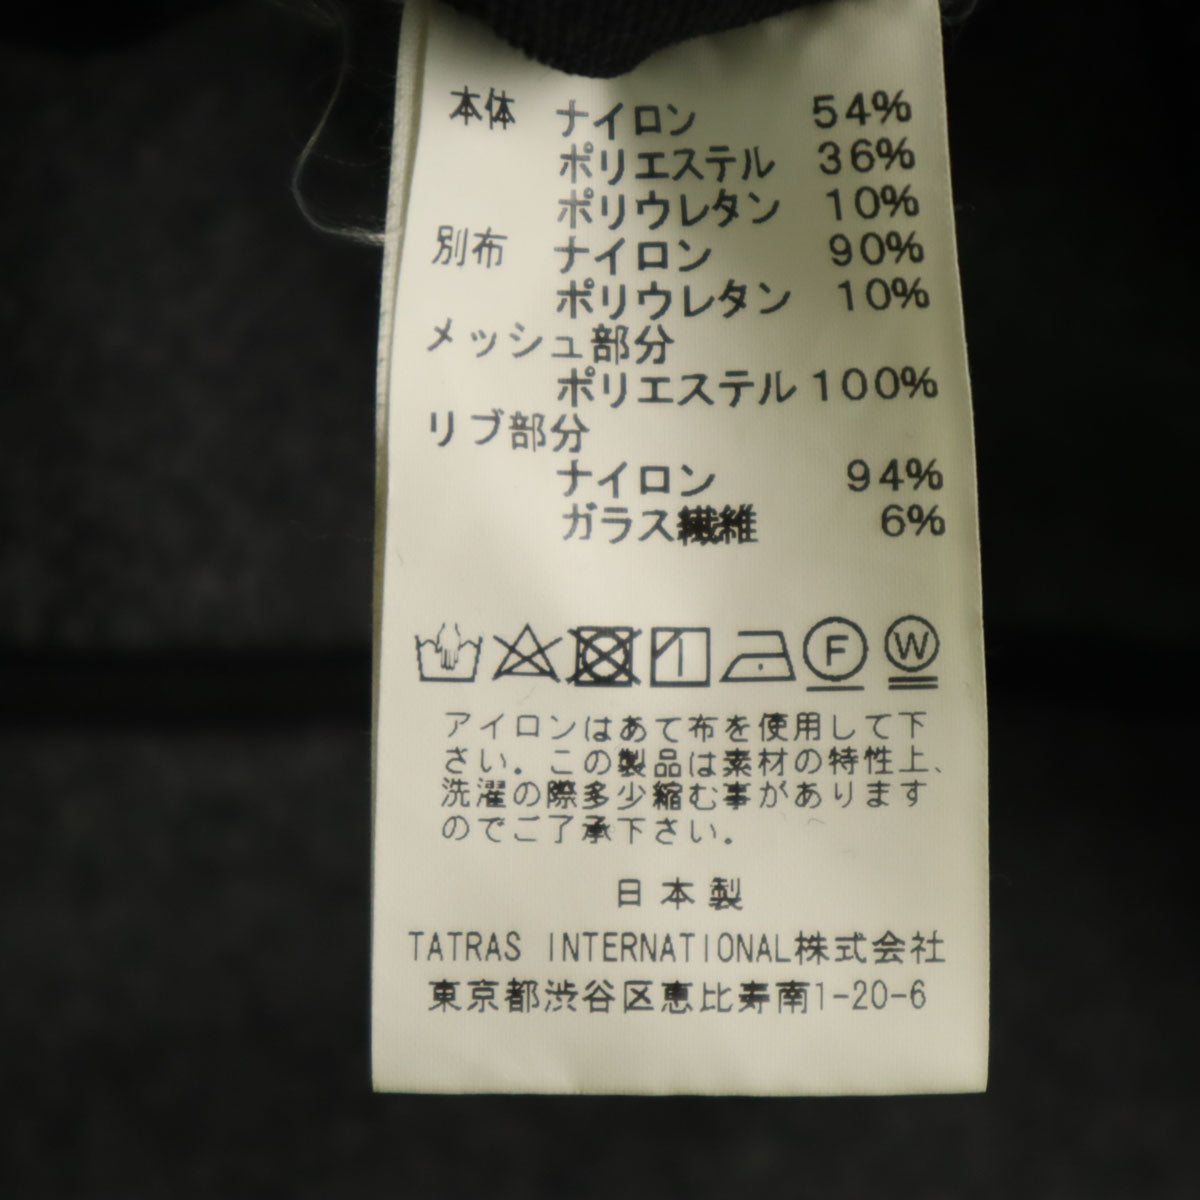 本体 ナイロン 54%
ポリエステル 36%
ポリウレタン 10%
別布 ナイロン 90%
ポリウレタン 10%
メッシュ部分
ポリエステル 100%
リブ部分
ナイロン 94%
ガラス繊維 6%
F W
アイロンはあて布を使用して下
さい。この製品は素材の特性上、
洗濯の際多少縮む事があります
のでご了承下さい。
日本製
TATRAS INTERNATIONAL株式会社
東京都渋谷区恵比寿南1-20-6